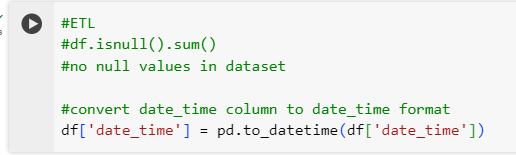 #ETL
#df.isnull().sum()
#no null values in dataset
#convert date_time column to date_time format
df['date_time'] = pd.to_datetime(df['date_time'])